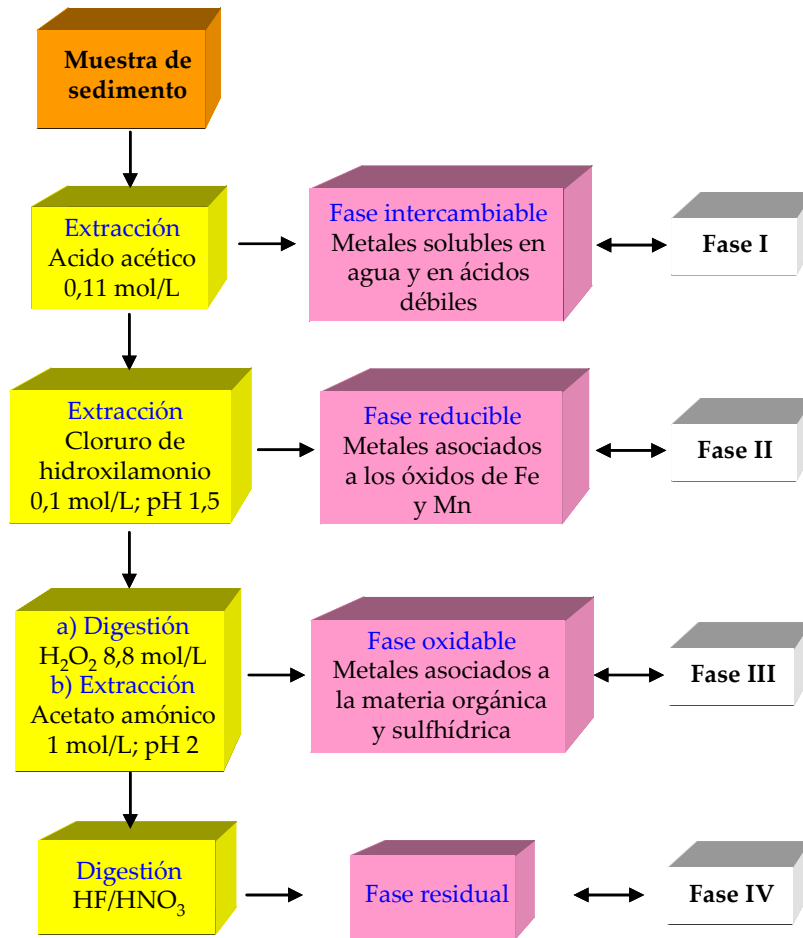 Muestra de
sedimento
Extracción
Acido acético
0,11 mol/L
Fase intercambiable
Metales solubles en
agua y en ácidos
débiles
Fase I
Extracción
Cloruro de
hidroxilamonio
0,1 mol/L; pH 1,5
Fase reducible
Metales asociados
a los óxidos de Fe
y Mn
Fase II
a) Digestión
H₂O₂ 8,8 mol/L
b) Extracción
Acetato amónico
1 mol/L; pH 2
Fase oxidable
Metales asociados a
la materia orgánica
y sulfhídrica
Fase III
Digestión
HF/HNO₃
Fase residual
Fase IV